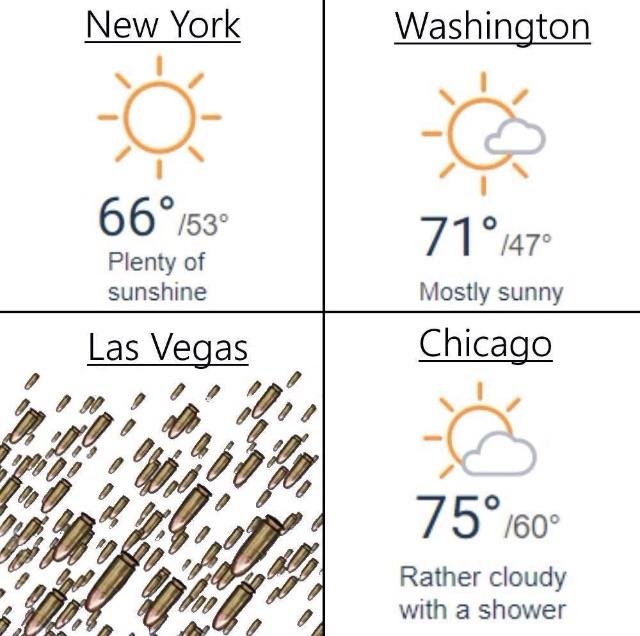 New York
66°/53°
Plenty of
sunshine
Washington
71°/47°
Mostly sunny
Las Vegas
Chicago
75°/60°
Rather cloudy
with a shower